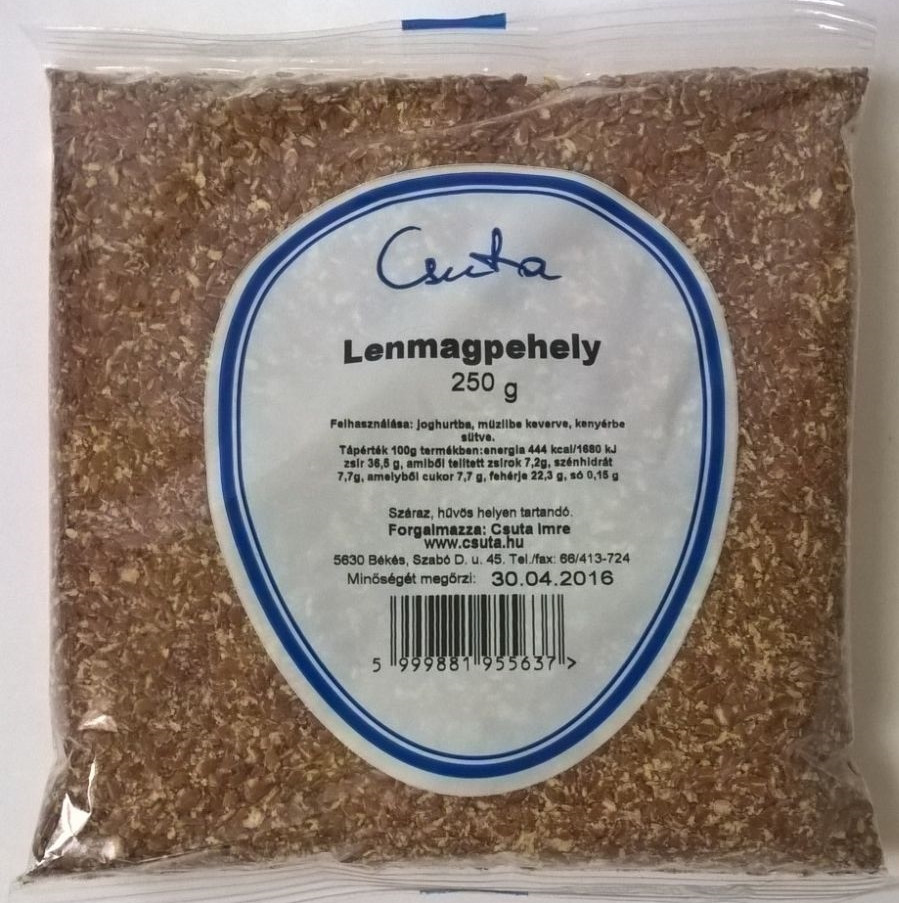 Csuta
Lenmagpehely
250 g
Felhasználása: joghurtba, müzlibe keverve, kenyérbe
sütve.
Tápérték 100g termékben:energia 444 kcal/1680 kJ
zsír 36,5 g, amiből telített zsírok 7,2g, szénhidrát
7,7g, amelyből cukor 7,7 g, fehérje 22,3 g, só 0,15 g
Száraz, hűvös helyen tartandó.
Forgalmazza: Csuta Imre
www.csuta.hu
5630 Békés, Szabó D. u. 45. Tel./fax: 66/413-724
Minőségét megőrzi: 30.04.2016
5 999881 955637 >